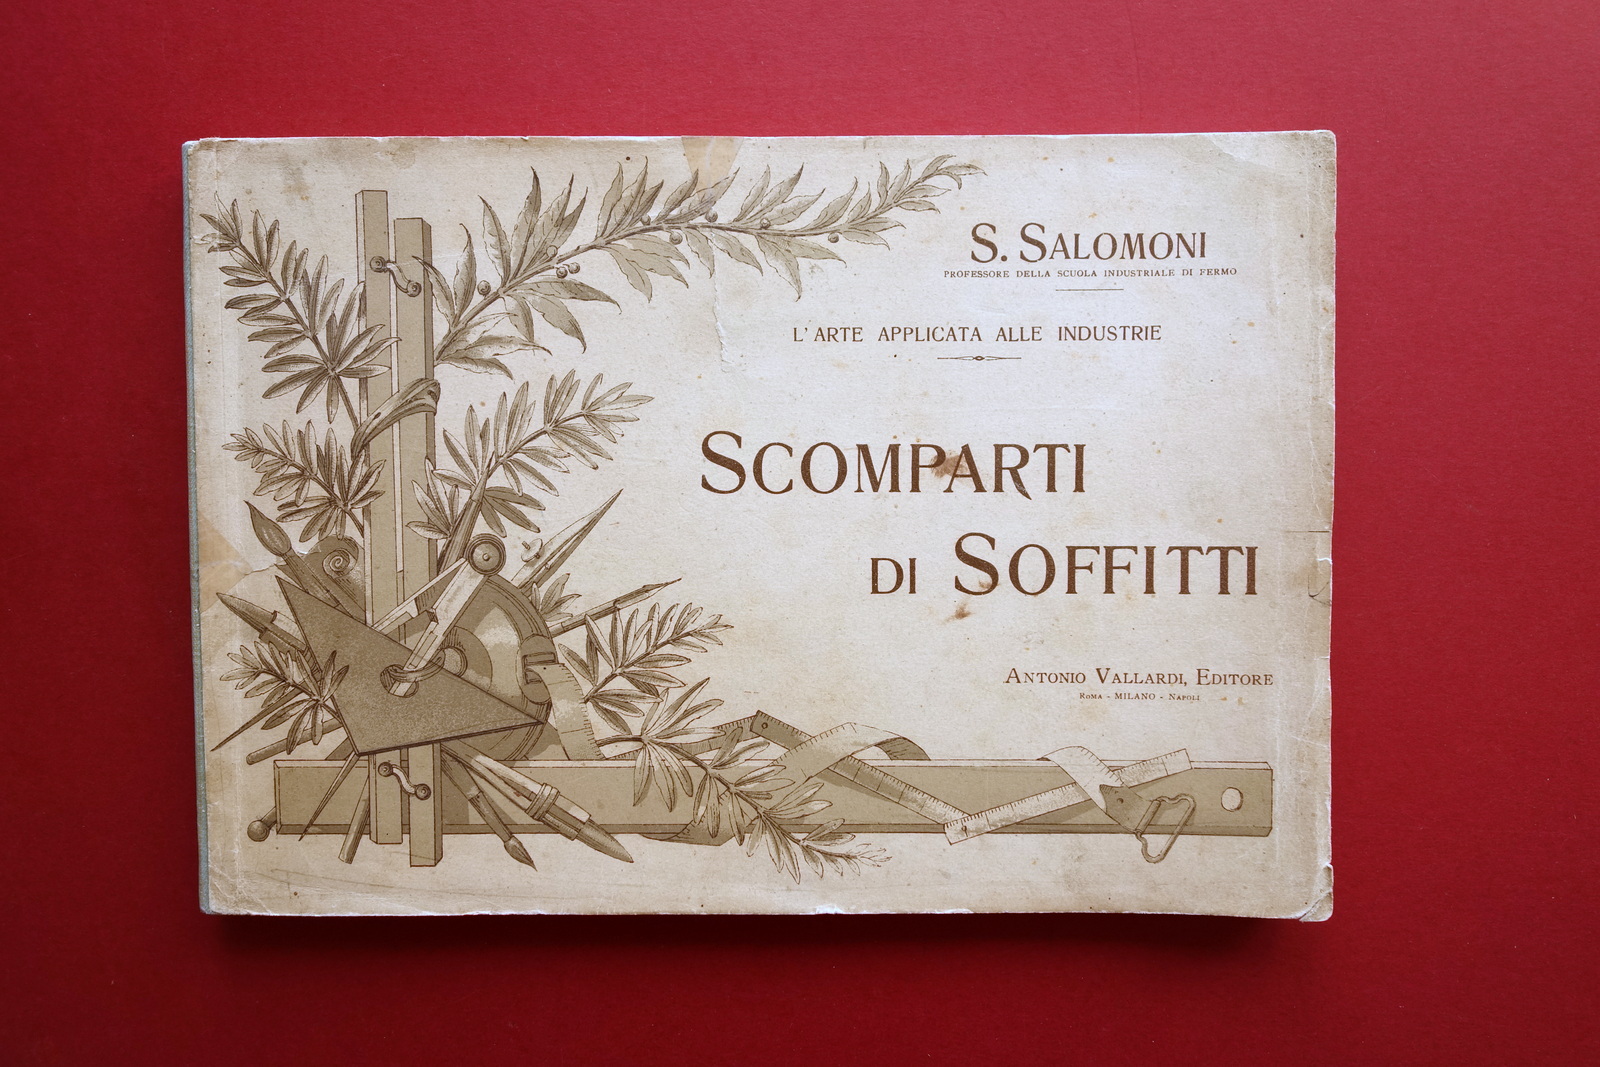 S. SALOMONI
PROFESSORE DELLA SCUOLA INDUSTRIALE DI FERMO
L'ARTE APPLICATA ALLE INDUSTRIE
SCOMPARTI
DI SOFFITTI
ANTONIO VALLARDI, EDITORE
ROMA - MILANO - NAPOLI